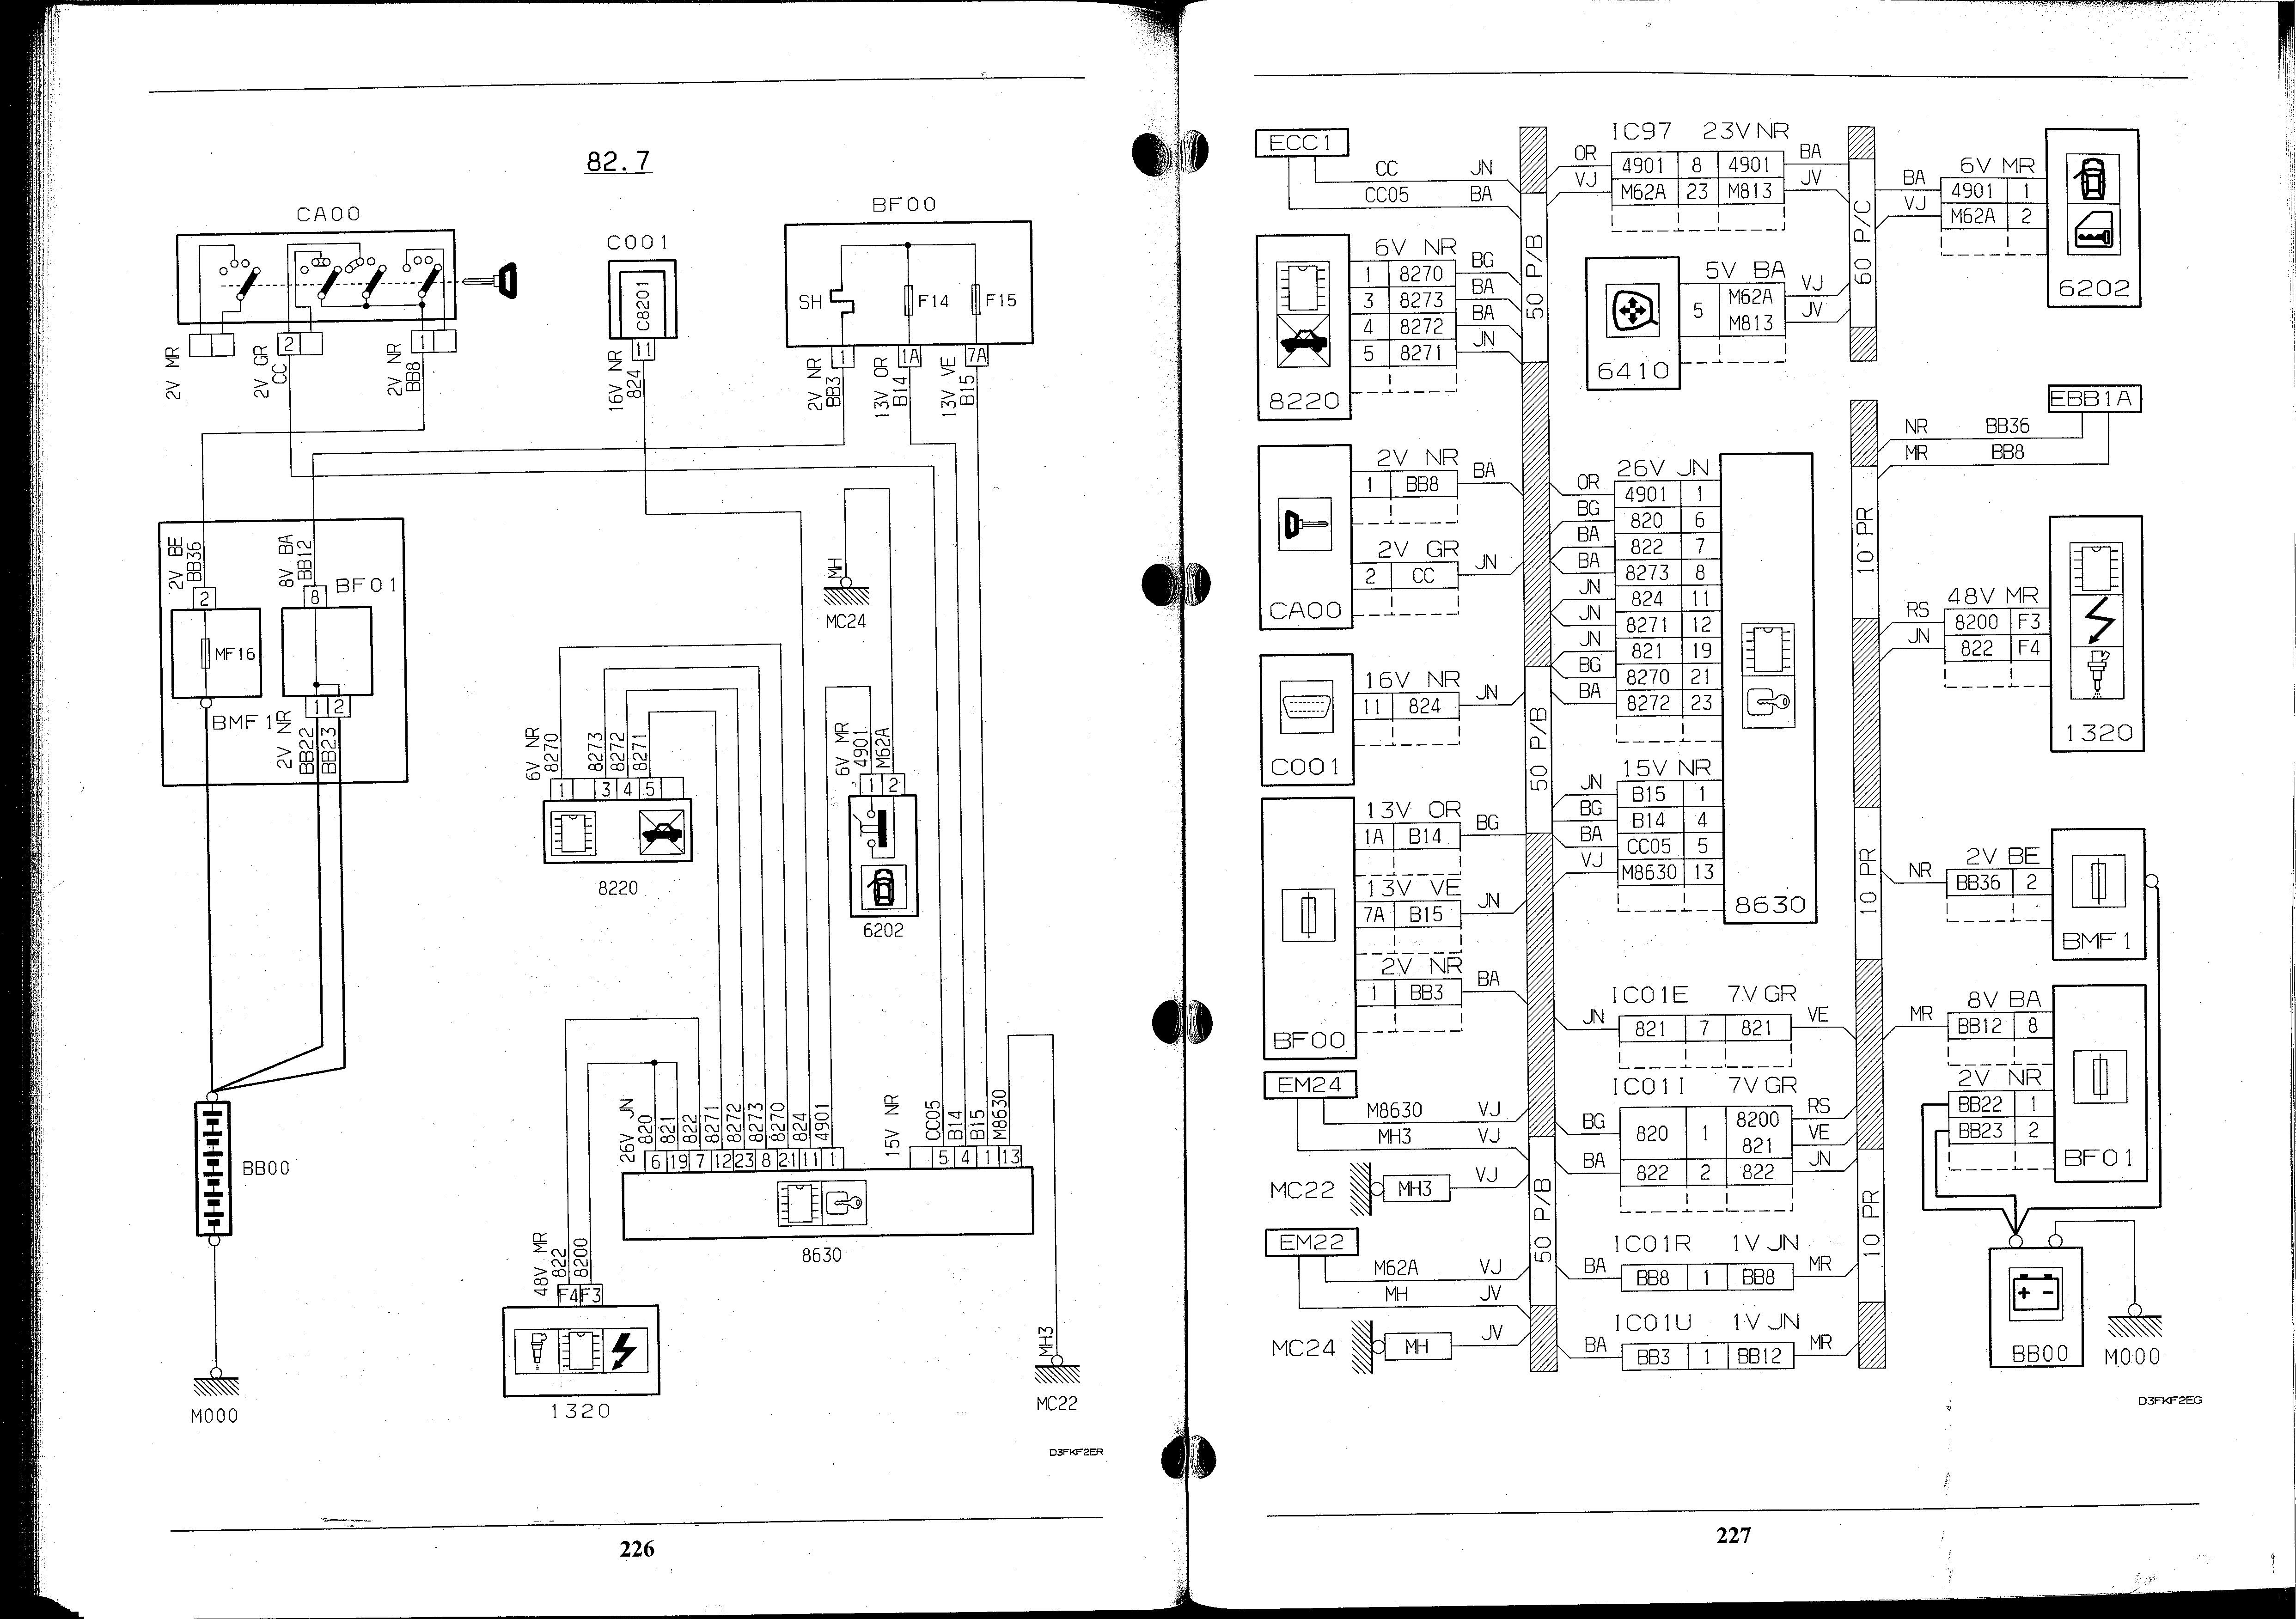 82.7
CA00
C001
BF00
C8201
SH
F14
F15
2
1
11
1
1A
7A
2V MR
2V GR
CC
2V NR
BB8
16V NR
824
2V NR
BB3
13V OR
B14
13V VE
B15
2V BE
BB36
8V BA
BB12
BF01
2
8
MF16
BMF1
1 2
2V NR
BB22
BB23
MH
MC24
6V NR
8270
8273
8272
8271
1 3 4 5
8220
6V MR
4901
M62A
1 2
6202
BB00
M000
26V JN
820
821
822
8271
8272
8273
8270
824
4901
6 19 7 12 23 8 21 11 1
15V NR
CC05
B14
B15
M8630
5 4 1 13
8630
48V MR
822
8200
F4 F3
1320
MH3
MC22
D3FKF2ER
226
ECC1
CC JN
CC05 BA
6V NR
1 8270 BG
3 8273 BA
4 8272 BA
5 8271 JN
8220
2V NR
1 BB8 BA
2V GR
2 CC JN
CA00
16V NR
11 824 JN
C001
13V OR
1A B14 BG
13V VE
7A B15 JN
2V NR
1 BB3 BA
BF00
EM24
M8630 VJ
MH3 VJ
MC22 MH3 VJ
EM22
M62A VJ
MH JV
MC24 MH JV
50 P/B
50 P/B
50 P/B
IC97 23V NR
OR 4901 8 4901 BA
VJ M62A 23 M813 JV
5V BA
5 M62A VJ
M813 JV
6410
26V JN
OR 4901 1
BG 820 6
BA 822 7
BA 8273 8
JN 824 11
JN 8271 12
JN 821 19
BG 8270 21
BA 8272 23
15V NR
JN B15 1
BG B14 4
BA CC05 5
VJ M8630 13
8630
IC01E 7V GR
JN 821 7 821 VE
IC01I 7V GR
BG 820 1 8200 RS
821 VE
BA 822 2 822 JN
IC01R 1V JN
BA BB8 1 BB8 MR
IC01U 1V JN
BA BB3 1 BB12 MR
60 P/C
10 PR
10 PR
10 PR
6V MR
BA 4901 1
VJ M62A 2
6202
EBB1A
NR BB36
MR BB8
48V MR
RS 8200 F3
JN 822 F4
1320
2V BE
NR BB36 2
BMF1
8V BA
MR BB12 8
2V NR
BB22 1
BB23 2
BF01
+ -
BB00
M000
D3FKF2EG
227